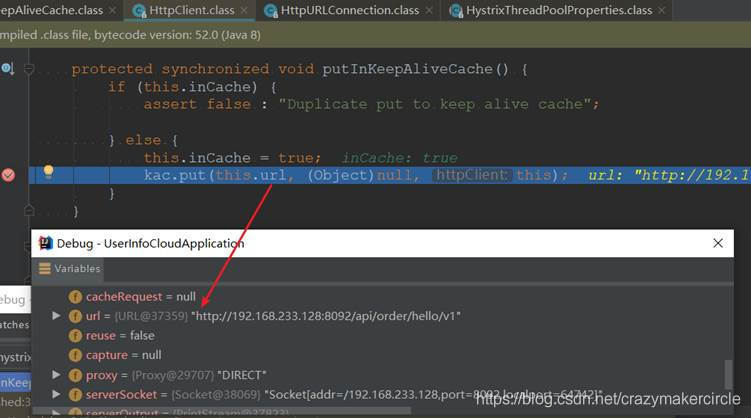 epAliveCache.class × HttpClient.class × HttpURLConnection.class × HystrixThreadPoolProperties.class ×
mpiled .class file, bytecode version: 52.0 (Java 8)
protected synchronized void putInKeepAliveCache() {
if (this.inCache) {
assert false : "Duplicate put to keep alive cache";
} else {
this.inCache = true; inCache: true
kac.put(this.url, (Object)null, httpClient: this); url: "http://192.1
}
}
Debug - UserInfoCloudApplication
Variables
cacheRequest = null
ebug -
url = {URL@37359} "http://192.168.233.128:8092/api/order/hello/v1"
reuse = false
atches
capture = null
hystrix
proxy = {Proxy@29707} "DIRECT"
nKeep
serverSocket = {Socket@38069} "Socket[addr=/192.168.233.128,port=8092,localport=64742]"
https://blog.csdn.net/crazymakercircle
hed:3
serverOutput = {PrintStream@37823}